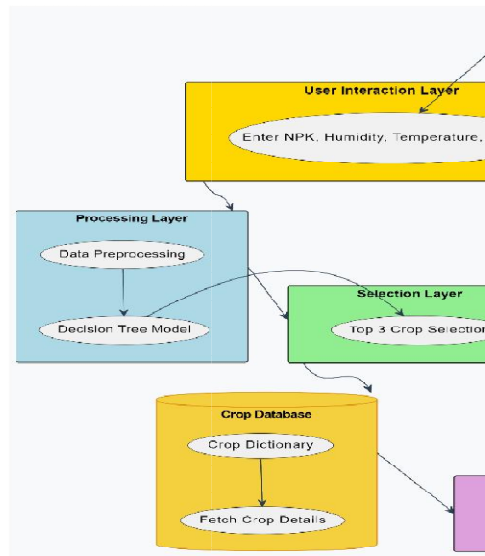 User Interaction Layer
Enter NPK, Humidity, Temperature,
Processing Layer
Data Preprocessing
Decision Tree Model
Selection Layer
Top 3 Crop Selection
Crop Database
Crop Dictionary
Fetch Crop Details